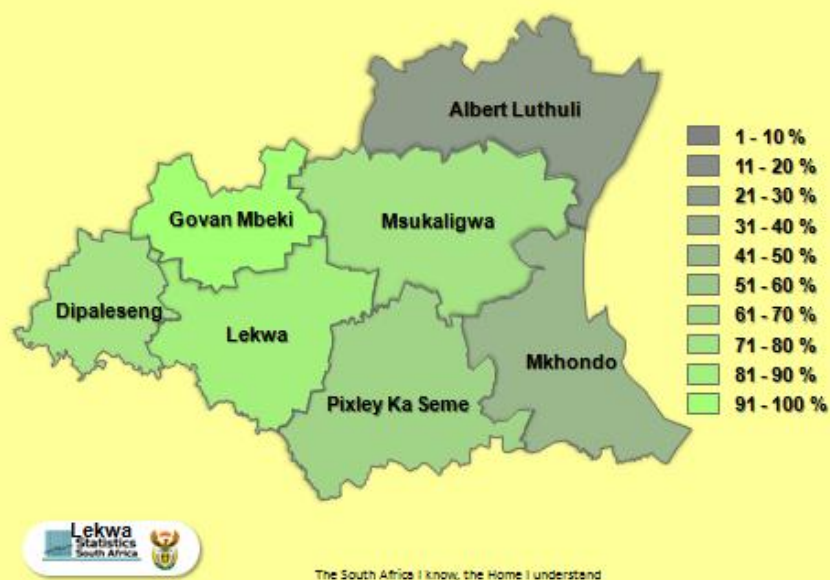 Albert Luthuli
Govan Mbeki
Msukaligwa
Dipaleseng
Lekwa
Mkhondo
Pixley Ka Seme
1 - 10 %
11 - 20 %
21 - 30 %
31 - 40 %
41 - 50 %
51 - 60 %
61 - 70 %
71 - 80 %
81 - 90 %
91 - 100 %
Lekwa
Statistics
South Africa
The South Africa I know, the Home I understand